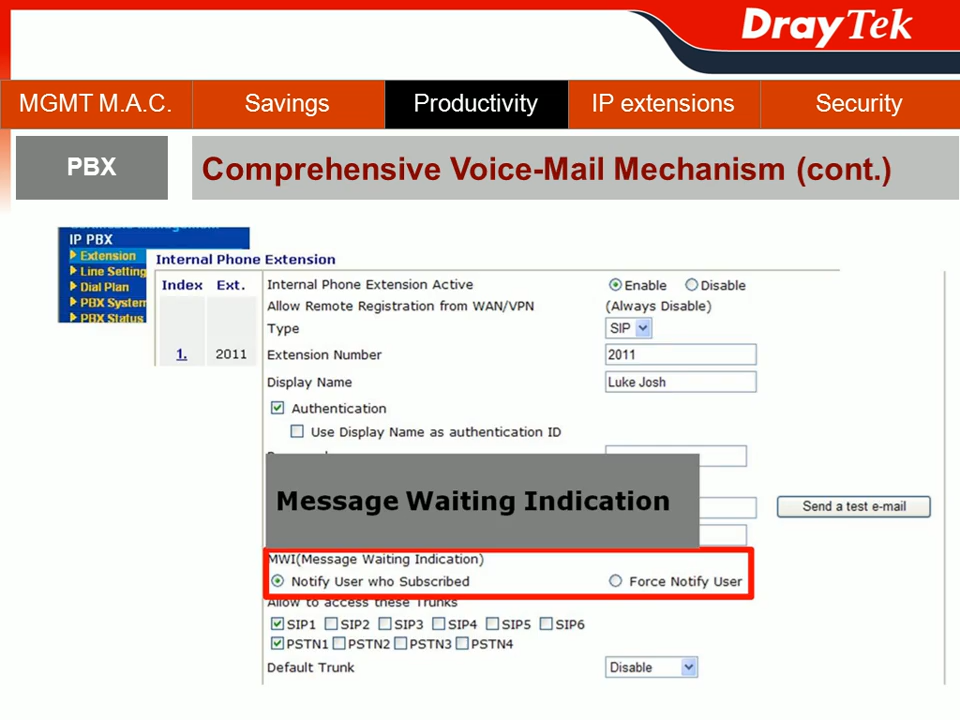 DrayTek
MGMT M.A.C. Savings Productivity IP extensions Security
PBX
Comprehensive Voice-Mail Mechanism (cont.)
IP PBX
Extension
Line Setting
Dial Plan
PBX System
PBX Status
Internal Phone Extension
Index Ext.
1. 2011
Internal Phone Extension Active Enable Disable
Allow Remote Registration from WAN/VPN (Always Disable)
Type SIP
Extension Number 2011
Display Name Luke Josh
Authentication
Use Display Name as authentication ID
Message Waiting Indication
Send a test e-mail
MWI(Message Waiting Indication)
Notify User who Subscribed Force Notify User
Allow to access these Trunks
SIP1 SIP2 SIP3 SIP4 SIP5 SIP6
PSTN1 PSTN2 PSTN3 PSTN4
Default Trunk Disable